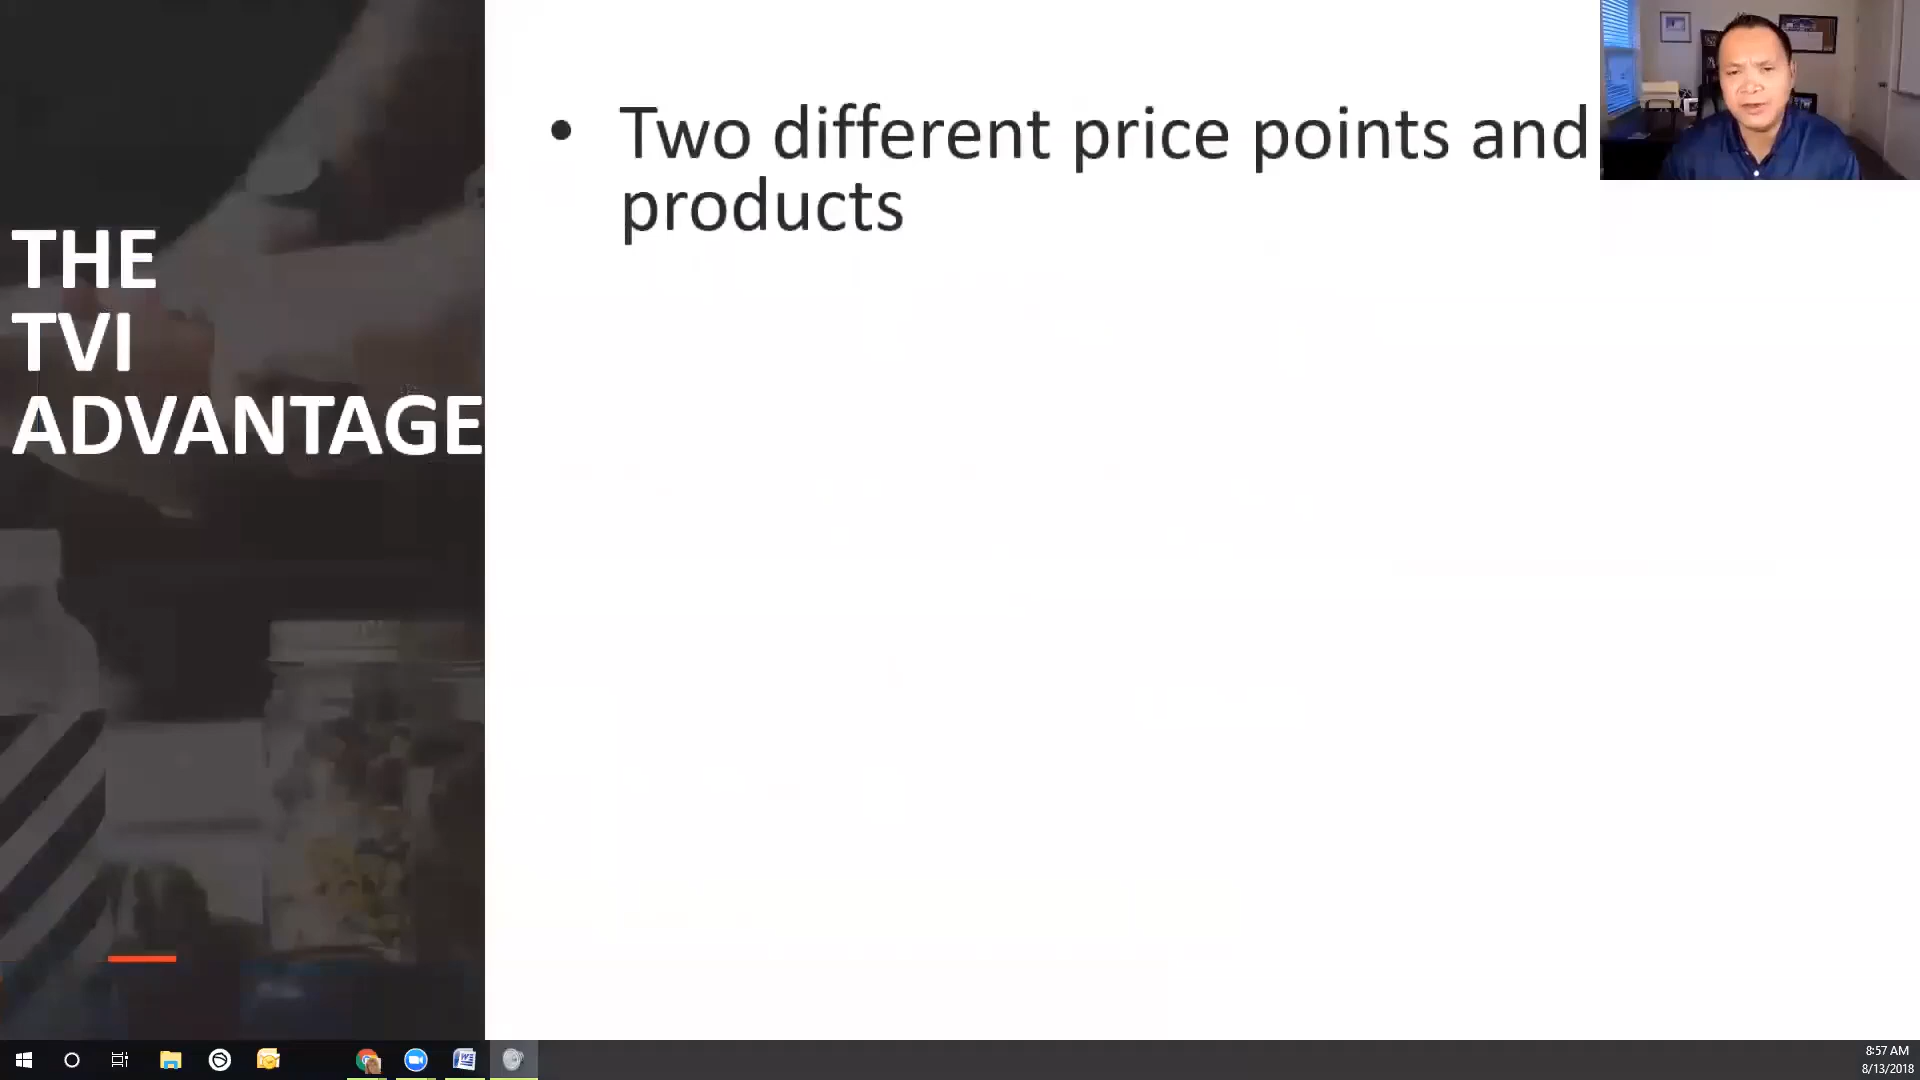 THE
TVI
ADVANTAGE
• Two different price points and
products
8:57 AM
8/13/2018